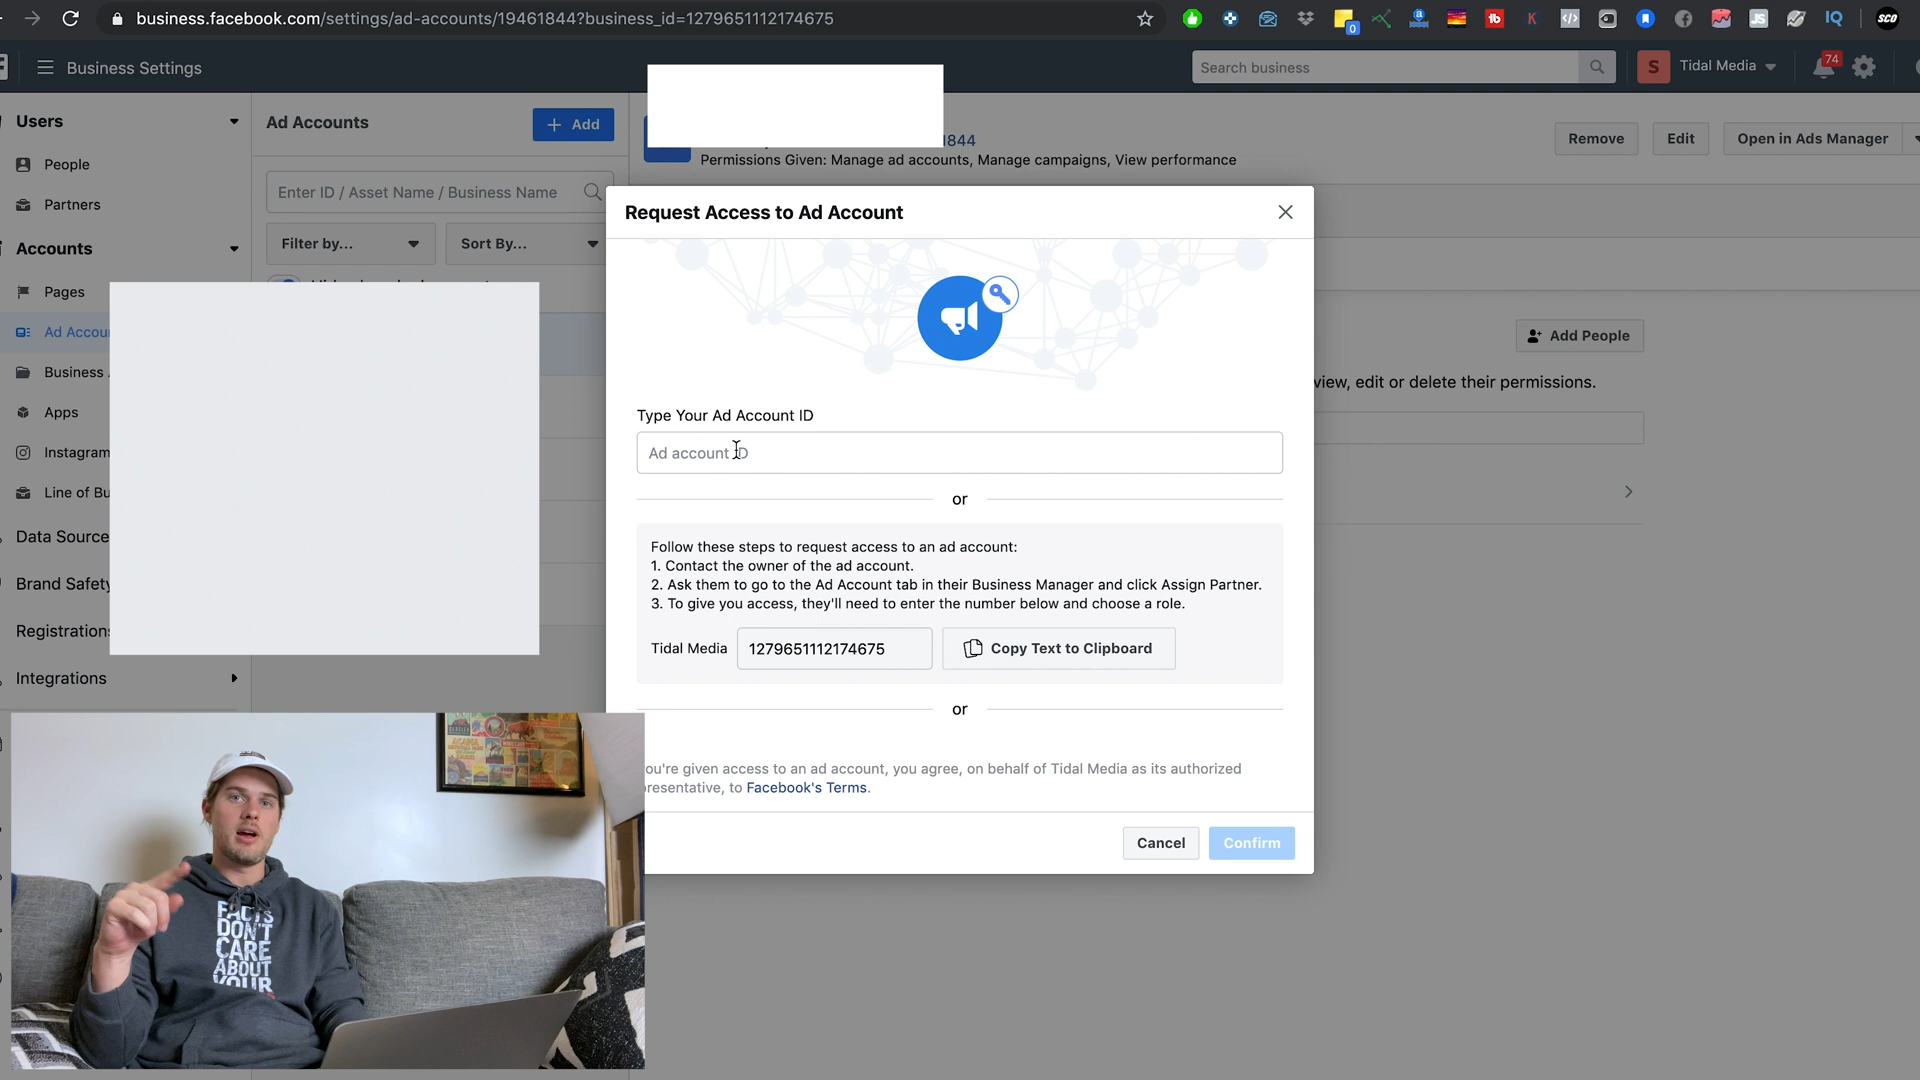 business.facebook.com/settings/ad-accounts/19461844?business_id=1279651112174675
0
a
tb
K
</>
JS
IQ
SCO
Business Settings
Search business
S
Tidal Media
74
Users
People
Partners
Accounts
Pages
Ad Accou
Business
Apps
Instagram
Line of Bu
Data Source
Brand Safety
Registrations
Integrations
Ad Accounts
+ Add
Enter ID / Asset Name / Business Name
Filter by...
Sort By...
1844
Permissions Given: Manage ad accounts, Manage campaigns, View performance
Remove
Edit
Open in Ads Manager
Add People
view, edit or delete their permissions.
Request Access to Ad Account
Type Your Ad Account ID
Ad account ID
or
Follow these steps to request access to an ad account:
1. Contact the owner of the ad account.
2. Ask them to go to the Ad Account tab in their Business Manager and click Assign Partner.
3. To give you access, they'll need to enter the number below and choose a role.
Tidal Media
1279651112174675
Copy Text to Clipboard
or
ou're given access to an ad account, you agree, on behalf of Tidal Media as its authorized
presentative, to Facebook's Terms.
Cancel
Confirm
FACTS
DON'T
CARE
ABOUT
YOUR